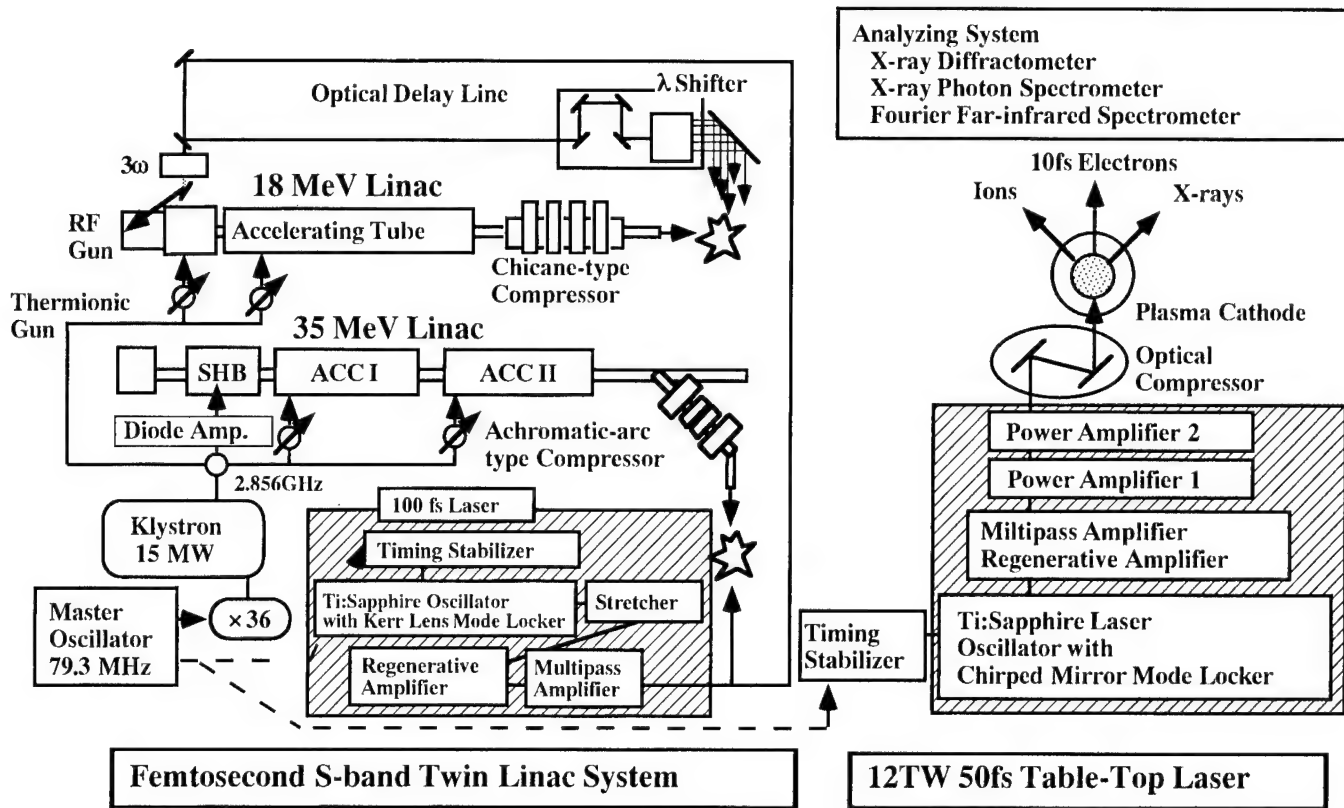 Optical Delay Line
λ Shifter
3ω
18 MeV Linac
RF
Gun
Accelerating Tube
Chicane-type
Compressor
Thermionic
Gun
35 MeV Linac
SHB
ACC I
ACC II
Diode Amp.
Achromatic-arc
type Compressor
2.856GHz
Klystron
15 MW
100 fs Laser
Timing Stabilizer
Ti:Sapphire Oscillator
with Kerr Lens Mode Locker
Stretcher
Master
Oscillator
79.3 MHz
× 36
Regenerative
Amplifier
Multipass
Amplifier
Femtosecond S-band Twin Linac System
Analyzing System
X-ray Diffractometer
X-ray Photon Spectrometer
Fourier Far-infrared Spectrometer
10fs Electrons
Ions
X-rays
Plasma Cathode
Optical
Compressor
Power Amplifier 2
Power Amplifier 1
Miltipass Amplifier
Regenerative Amplifier
Timing
Stabilizer
Ti:Sapphire Laser
Oscillator with
Chirped Mirror Mode Locker
12TW 50fs Table-Top Laser